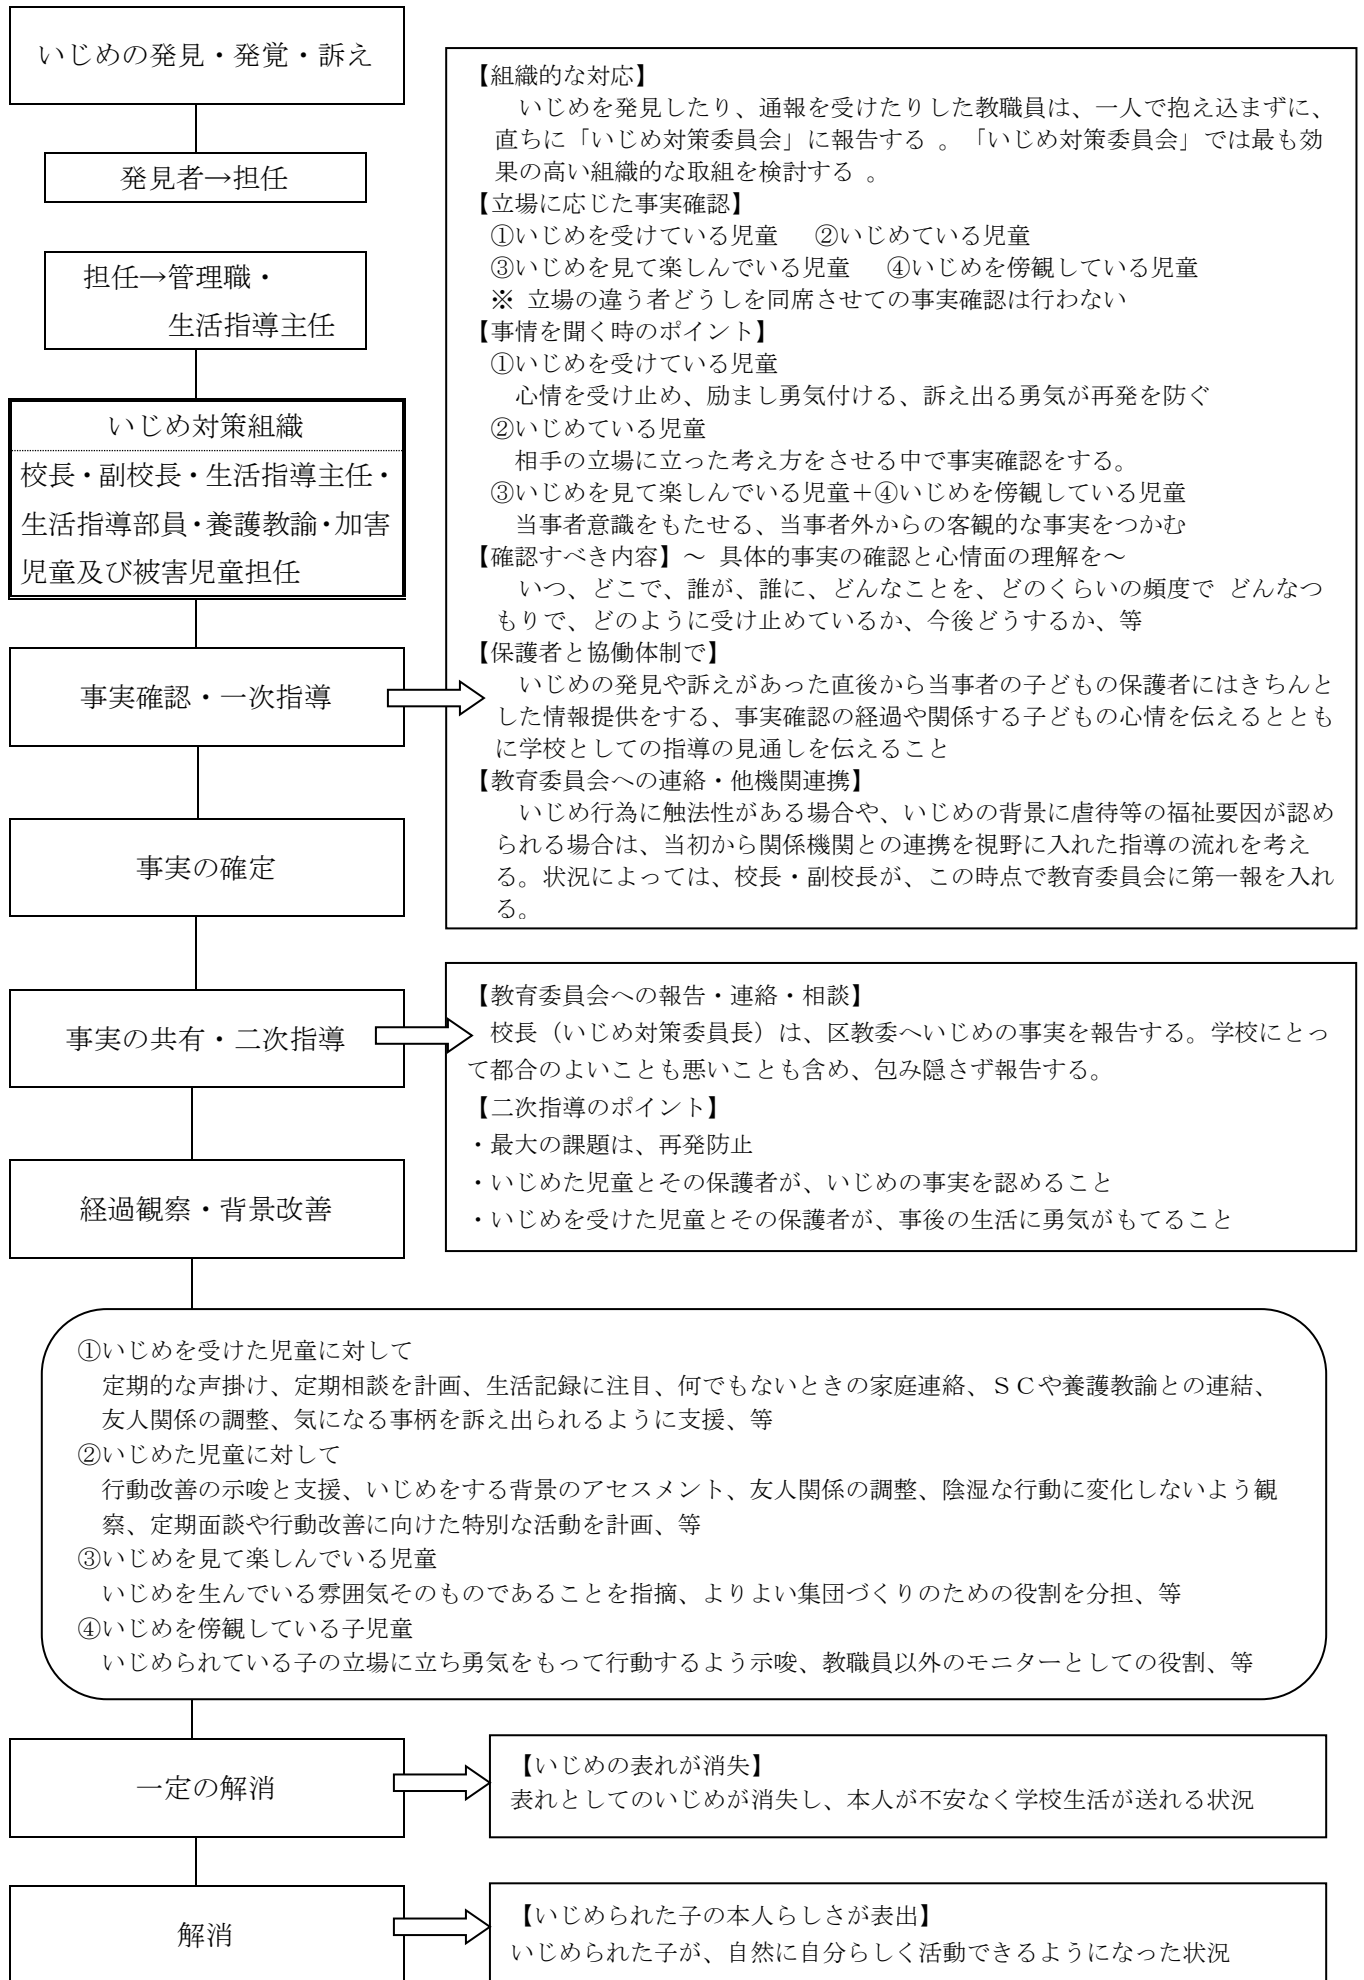 いじめの発見・発覚・訴え
発見者→担任
担任→管理職・
生活指導主任
いじめ対策組織
校長・副校長・生活指導主任・
生活指導部員・養護教諭・加害
児童及び被害児童担任
事実確認・一次指導
【組織的な対応】
いじめを発見したり、通報を受けたりした教職員は、一人で抱え込まずに、
直ちに「いじめ対策委員会」に報告する 。「いじめ対策委員会」では最も効
果の高い組織的な取組を検討する 。
【立場に応じた事実確認】
①いじめを受けている児童 ②いじめている児童
③いじめを見て楽しんでいる児童 ④いじめを傍観している児童
※ 立場の違う者どうしを同席させての事実確認は行わない
【事情を聞く時のポイント】
①いじめを受けている児童
心情を受け止め、励まし勇気付ける、訴え出る勇気が再発を防ぐ
②いじめている児童
相手の立場に立った考え方をさせる中で事実確認をする。
③いじめを見て楽しんでいる児童＋④いじめを傍観している児童
当事者意識をもたせる、当事者外からの客観的な事実をつかむ
【確認すべき内容】～ 具体的事実の確認と心情面の理解を～
いつ、どこで、誰が、誰に、どんなことを、どのくらいの頻度で どんなつ
もりで、どのように受け止めているか、今後どうするか、等
【保護者と協働体制で】
いじめの発見や訴えがあった直後から当事者の子どもの保護者にはきちんと
した情報提供をする、事実確認の経過や関係する子どもの心情を伝えるととも
に学校としての指導の見通しを伝えること
【教育委員会への連絡・他機関連携】
いじめ行為に触法性がある場合や、いじめの背景に虐待等の福祉要因が認め
られる場合は、当初から関係機関との連携を視野に入れた指導の流れを考え
る。状況によっては、校長・副校長が、この時点で教育委員会に第一報を入れ
る。
事実の確定
事実の共有・二次指導
【教育委員会への報告・連絡・相談】
校長（いじめ対策委員長）は、区教委へいじめの事実を報告する。学校にとっ
て都合のよいことも悪いことも含め、包み隠さず報告する。
【二次指導のポイント】
・最大の課題は、再発防止
・いじめた児童とその保護者が、いじめの事実を認めること
・いじめを受けた児童とその保護者が、事後の生活に勇気がもてること
経過観察・背景改善
①いじめを受けた児童に対して
定期的な声掛け、定期相談を計画、生活記録に注目、何でもないときの家庭連絡、ＳＣや養護教諭との連結、
友人関係の調整、気になる事柄を訴え出られるように支援、等
②いじめた児童に対して
行動改善の示唆と支援、いじめをする背景のアセスメント、友人関係の調整、陰湿な行動に変化しないよう観
察、定期面談や行動改善に向けた特別な活動を計画、等
③いじめを見て楽しんでいる児童
いじめを生んでいる雰囲気そのものであることを指摘、よりよい集団づくりのための役割を分担、等
④いじめを傍観している子児童
いじめられている子の立場に立ち勇気をもって行動するよう示唆、教職員以外のモニターとしての役割、等
一定の解消
【いじめの表れが消失】
表れとしてのいじめが消失し、本人が不安なく学校生活が送れる状況
解消
【いじめられた子の本人らしさが表出】
いじめられた子が、自然に自分らしく活動できるようになった状況